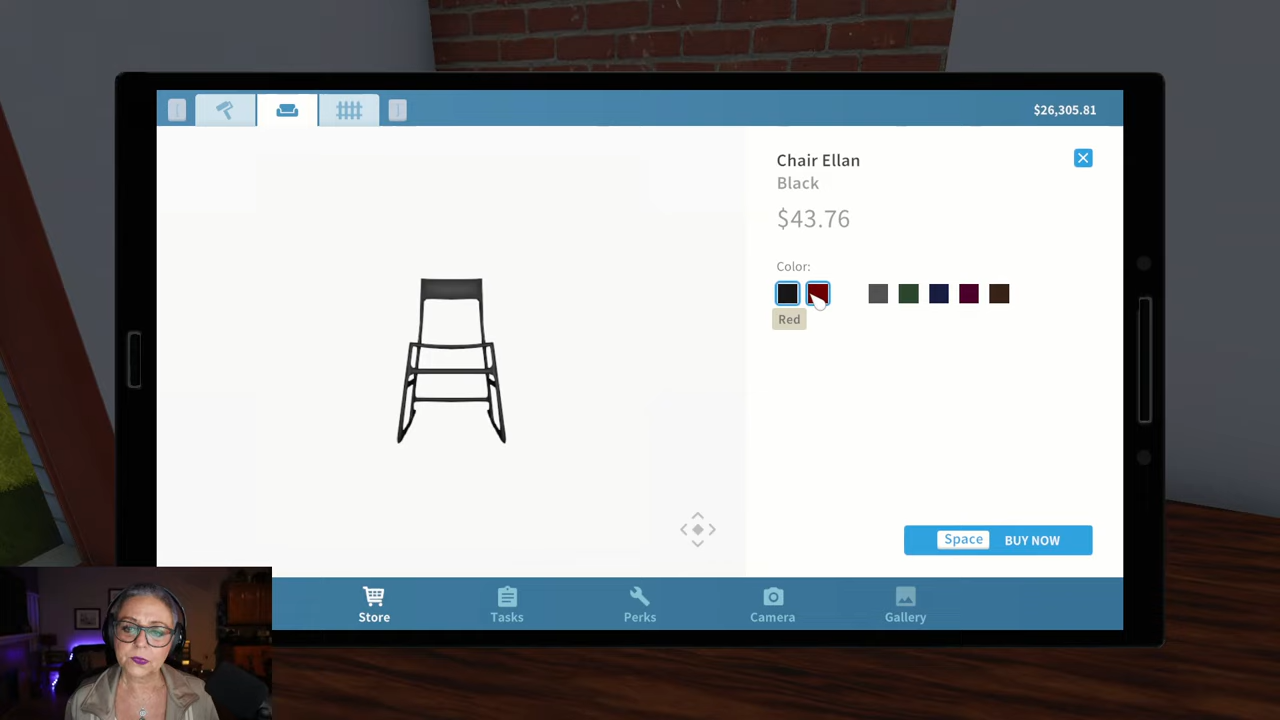 $26,305.81
Chair Ellan
Black
$43.76
Color:
Red
Space BUY NOW
Store
Tasks
Perks
Camera
Gallery